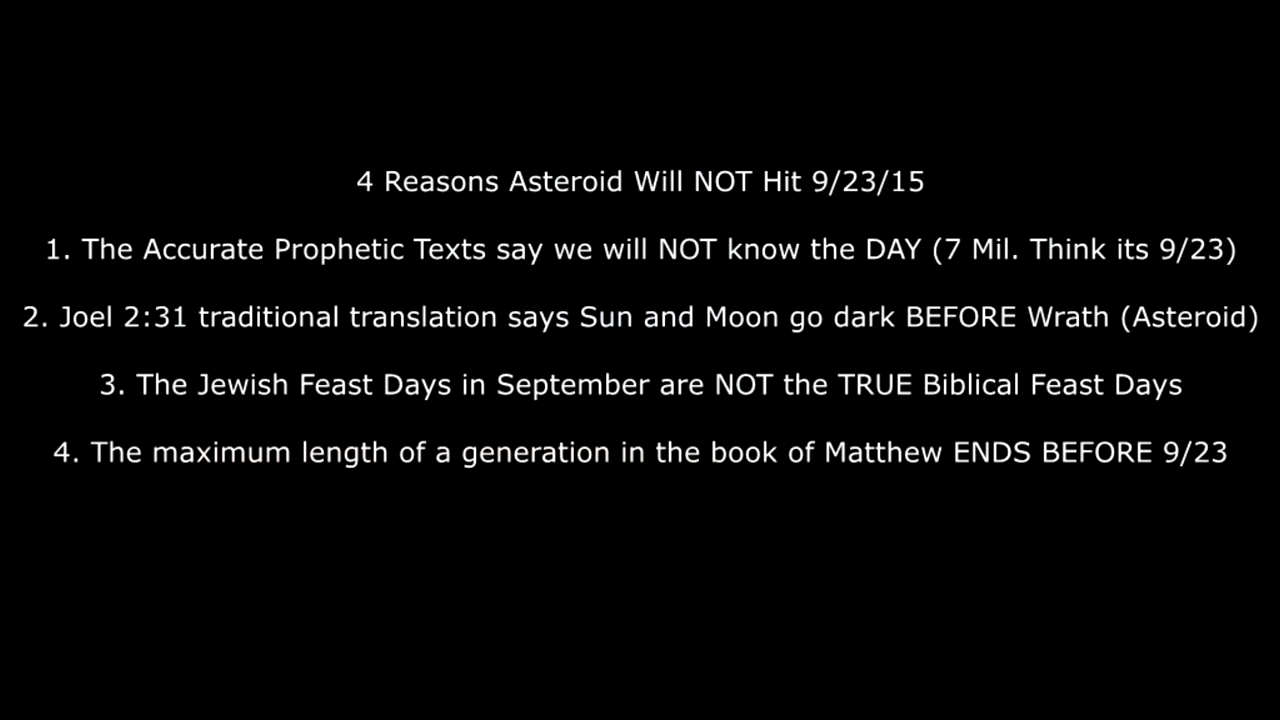 4 Reasons Asteroid Will NOT Hit 9/23/15
1. The Accurate Prophetic Texts say we will NOT know the DAY (7 Mil. Think its 9/23)
2. Joel 2:31 traditional translation says Sun and Moon go dark BEFORE Wrath (Asteroid)
3. The Jewish Feast Days in September are NOT the TRUE Biblical Feast Days
4. The maximum length of a generation in the book of Matthew ENDS BEFORE 9/23